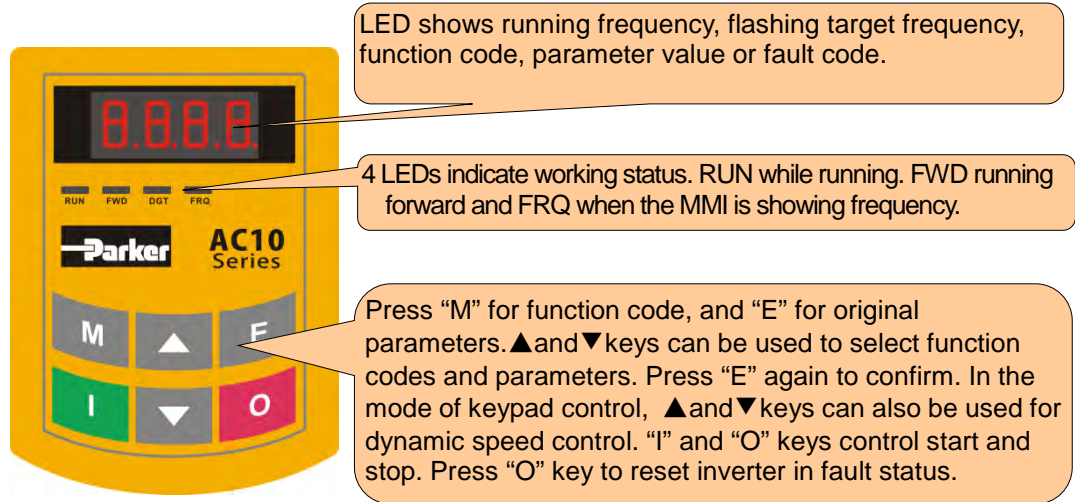 LED shows running frequency, flashing target frequency,
function code, parameter value or fault code.
8.8.8.8.
4 LEDs indicate working status. RUN while running. FWD running
forward and FRQ when the MMI is showing frequency.
RUN FWD DGT FRQ
Parker
AC10
Series
M ▲ E
I ▼ O
Press “M” for function code, and “E” for original
parameters.▲and▼keys can be used to select function
codes and parameters. Press “E” again to confirm. In the
mode of keypad control, ▲and▼keys can also be used for
dynamic speed control. “I” and “O” keys control start and
stop. Press “O” key to reset inverter in fault status.